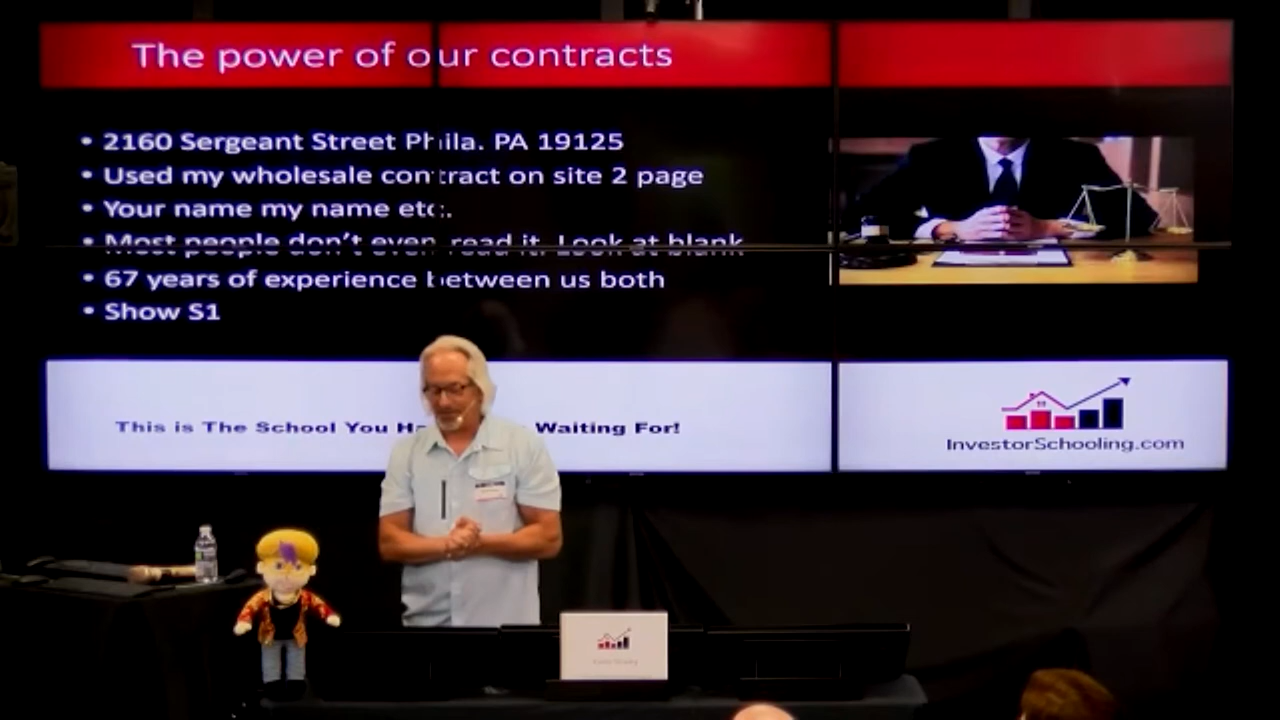 The power of our contracts
• 2160 Sergeant Street Phila. PA 19125
• Used my wholesale contract on site 2 page
• Your name my name etc.
• Most people don't even read it. Look at blank
• 67 years of experience between us both
• Show S1
This is The School You Waiting For!
InvestorSchooling.com